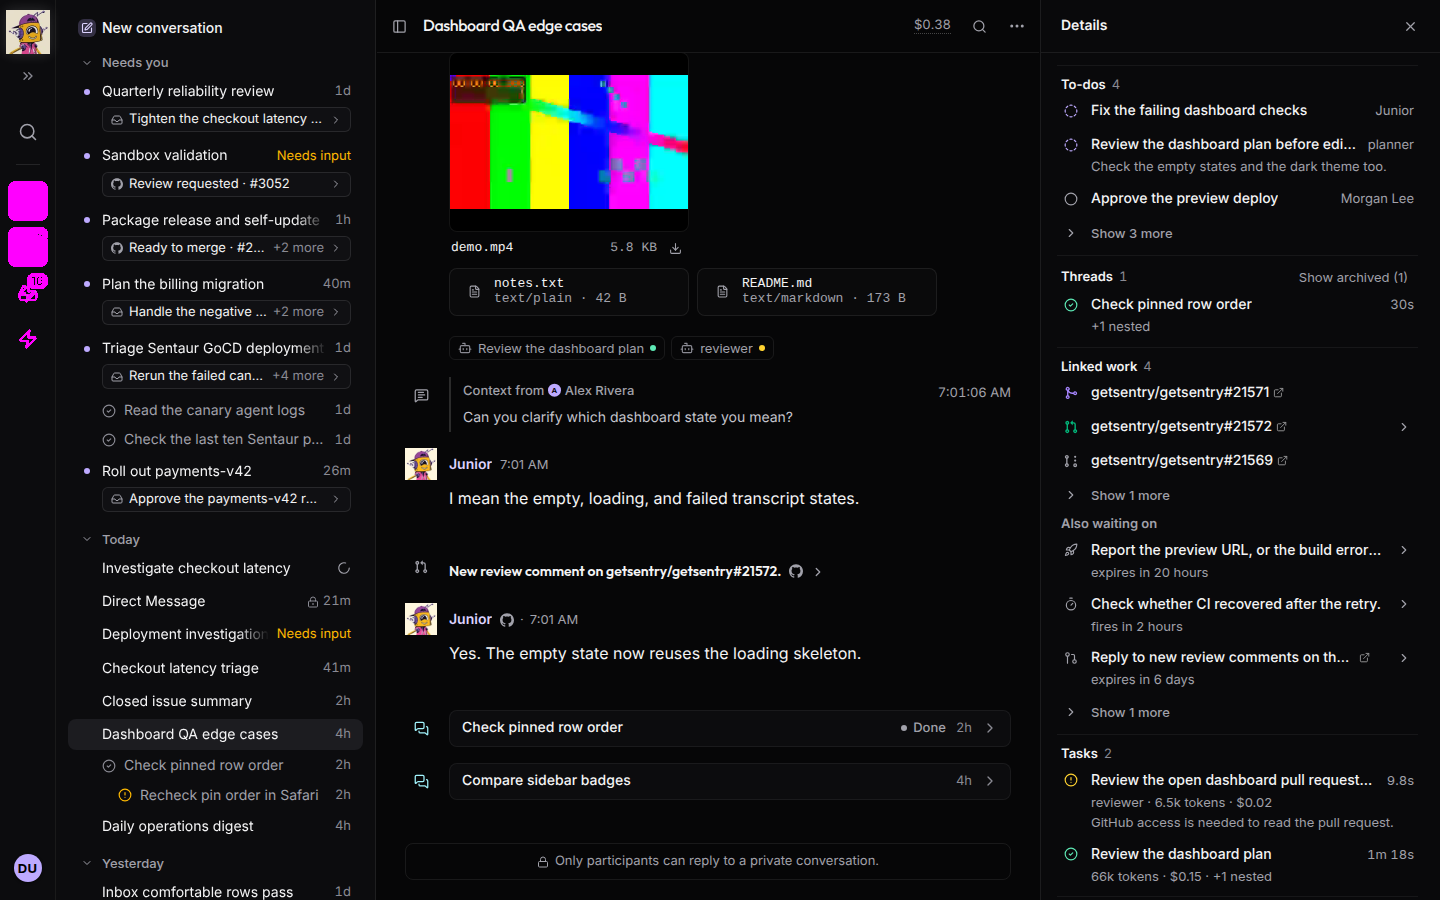 New conversation
Needs you
Quarterly reliability review 1d
Tighten the checkout latency ...
Sandbox validation Needs input
Review requested · #3052
Package release and self-update 1h
Ready to merge · #2... +2 more
Plan the billing migration 40m
Handle the negative ... +2 more
Triage Sentaur GoCD deployment 1d
Rerun the failed can... +4 more
Read the canary agent logs 1d
Check the last ten Sentaur p... 1d
Roll out payments-v42 26m
Approve the payments-v42 r...
Today
Investigate checkout latency
Direct Message 21m
Deployment investigation Needs input
Checkout latency triage 41m
Closed issue summary 2h
Dashboard QA edge cases 4h
Check pinned row order 2h
Recheck pin order in Safari 2h
Daily operations digest 4h
Yesterday
Inbox comfortable rows pass 1d
DU
Dashboard QA edge cases $0.38
demo.mp4 5.8 KB
notes.txt
text/plain · 42 B
README.md
text/markdown · 173 B
Review the dashboard plan
reviewer
Context from A Alex Rivera 7:01:06 AM
Can you clarify which dashboard state you mean?
Junior 7:01 AM
I mean the empty, loading, and failed transcript states.
New review comment on getsentry/getsentry#21572.
Junior · 7:01 AM
Yes. The empty state now reuses the loading skeleton.
Check pinned row order Done 2h
Compare sidebar badges 4h
Only participants can reply to a private conversation.
Details
To-dos 4
Fix the failing dashboard checks Junior
Review the dashboard plan before edi... planner
Check the empty states and the dark theme too.
Approve the preview deploy Morgan Lee
Show 3 more
Threads 1 Show archived (1)
Check pinned row order 30s
+1 nested
Linked work 4
getsentry/getsentry#21571
getsentry/getsentry#21572
getsentry/getsentry#21569
Show 1 more
Also waiting on
Report the preview URL, or the build error...
expires in 20 hours
Check whether CI recovered after the retry.
fires in 2 hours
Reply to new review comments on th...
expires in 6 days
Show 1 more
Tasks 2
Review the open dashboard pull request... 9.8s
reviewer · 6.5k tokens · $0.02
GitHub access is needed to read the pull request.
Review the dashboard plan 1m 18s
66k tokens · $0.15 · +1 nested